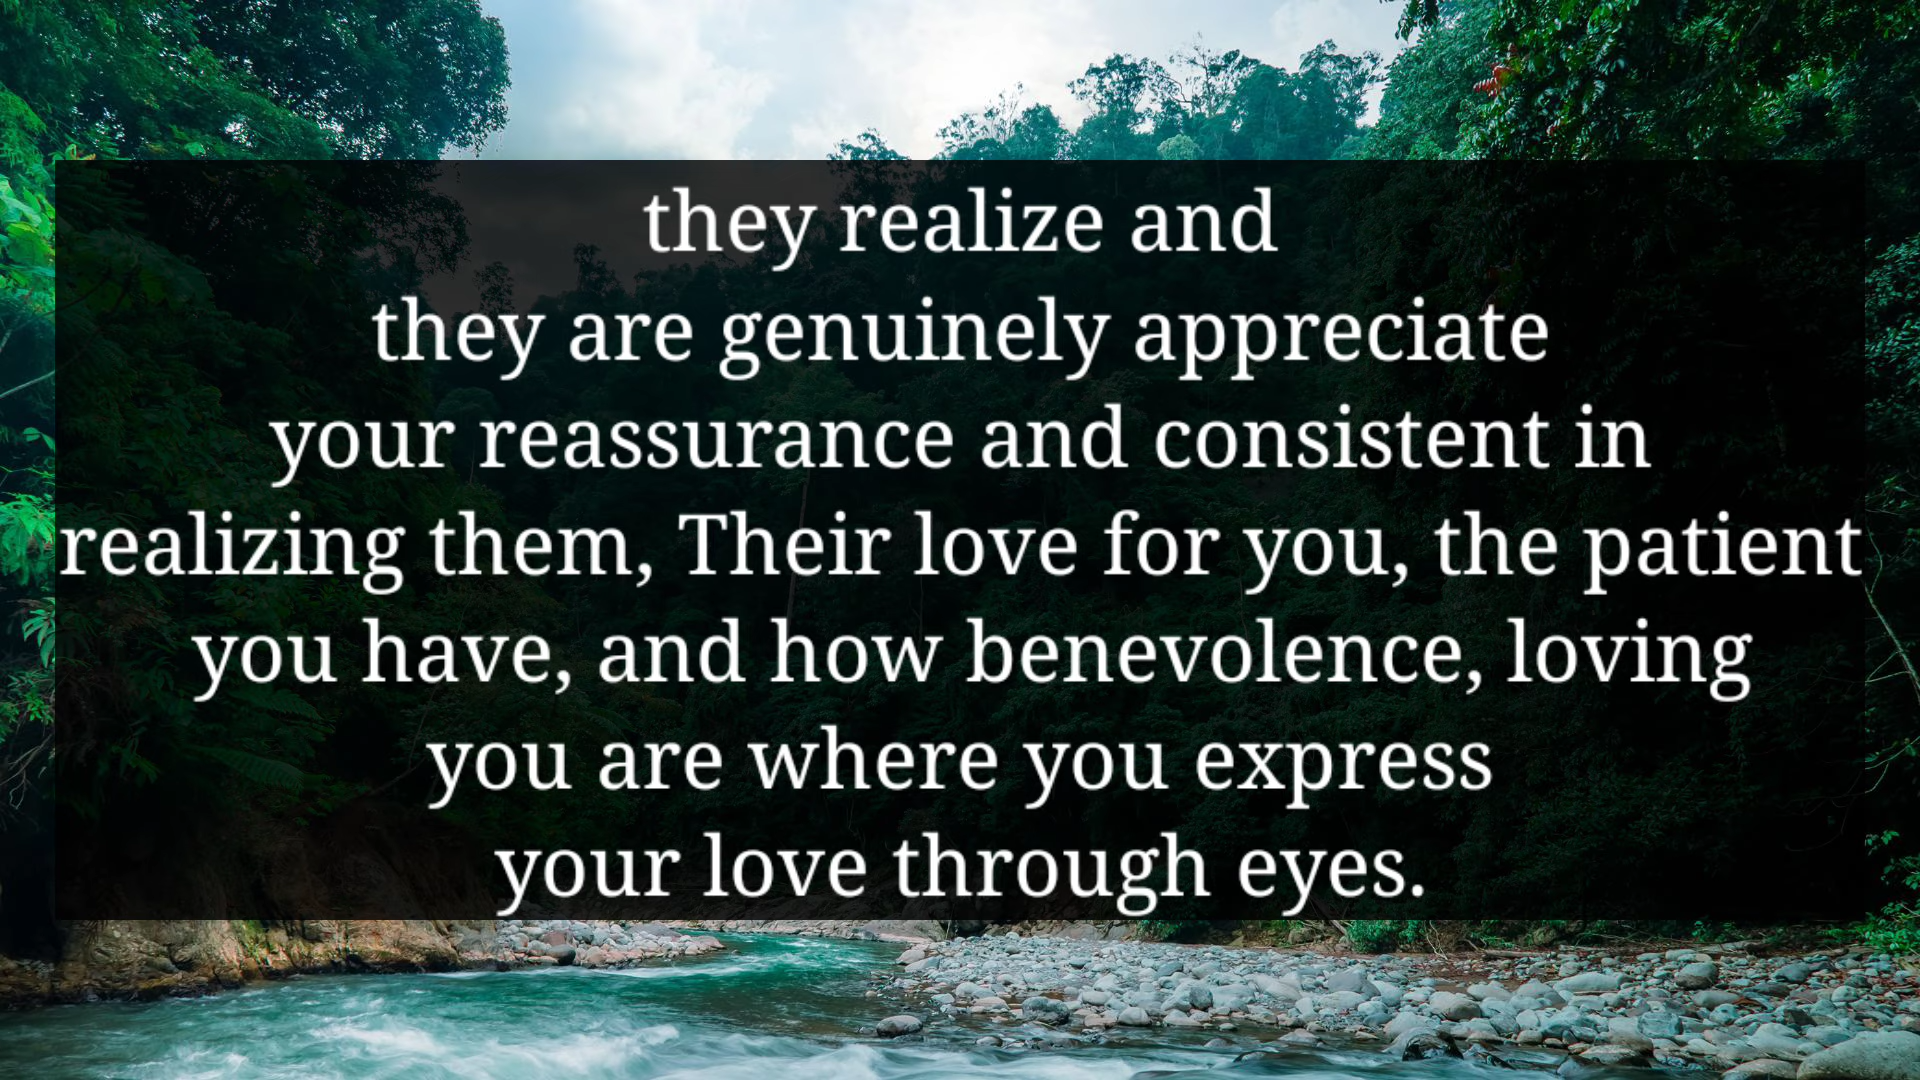 they realize and
they are genuinely appreciate
your reassurance and consistent in
realizing them, Their love for you, the patient
you have, and how benevolence, loving
you are where you express
your love through eyes.